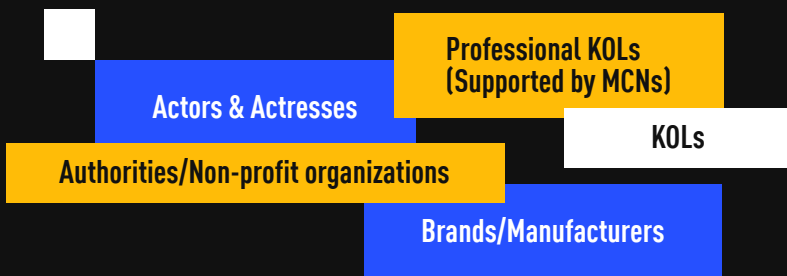 Professional KOLs
(Supported by MCNs)
Actors & Actresses
KOLs
Authorities/Non-profit organizations
Brands/Manufacturers